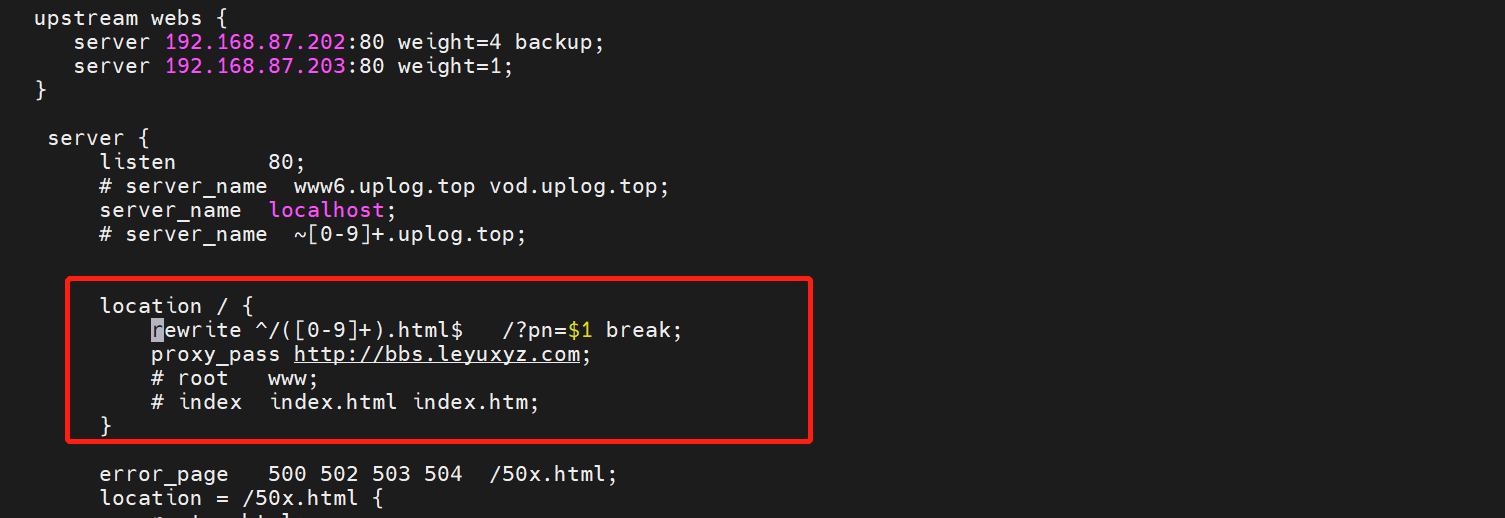 upstream webs {
server 192.168.87.202:80 weight=4 backup;
server 192.168.87.203:80 weight=1;
}
server {
listen 80;
# server_name www6.uplog.top vod.uplog.top;
server_name localhost;
# server_name ~[0-9]+.uplog.top;
location / {
rewrite ^/([0-9]+).html$ /?pn=$1 break;
proxy_pass http://bbs.leyuxyz.com;
# root www;
# index index.html index.htm;
}
error_page 500 502 503 504 /50x.html;
location = /50x.html {